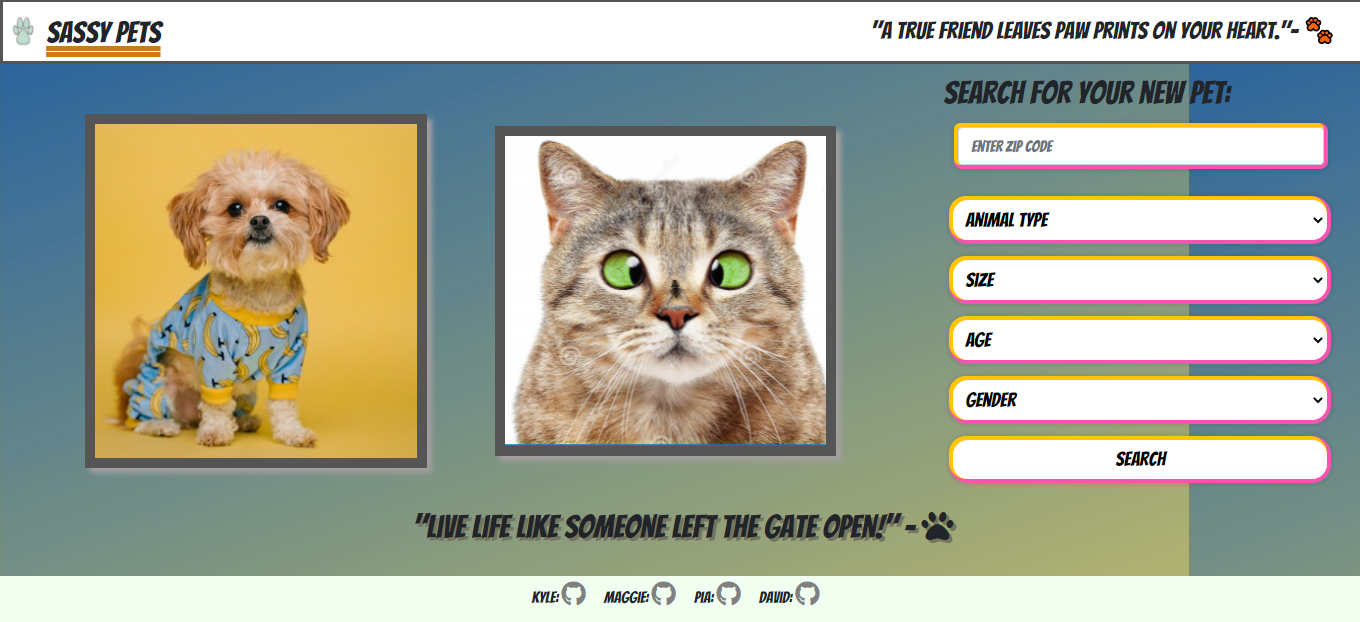 SASSY PETS
"A TRUE FRIEND LEAVES PAW PRINTS ON YOUR HEART."-
SEARCH FOR YOUR NEW PET:
ENTER ZIP CODE
ANIMAL TYPE
SIZE
AGE
GENDER
SEARCH
"LIVE LIFE LIKE SOMEONE LEFT THE GATE OPEN!" -
KYLE: MAGGIE: PIA: DAVID: